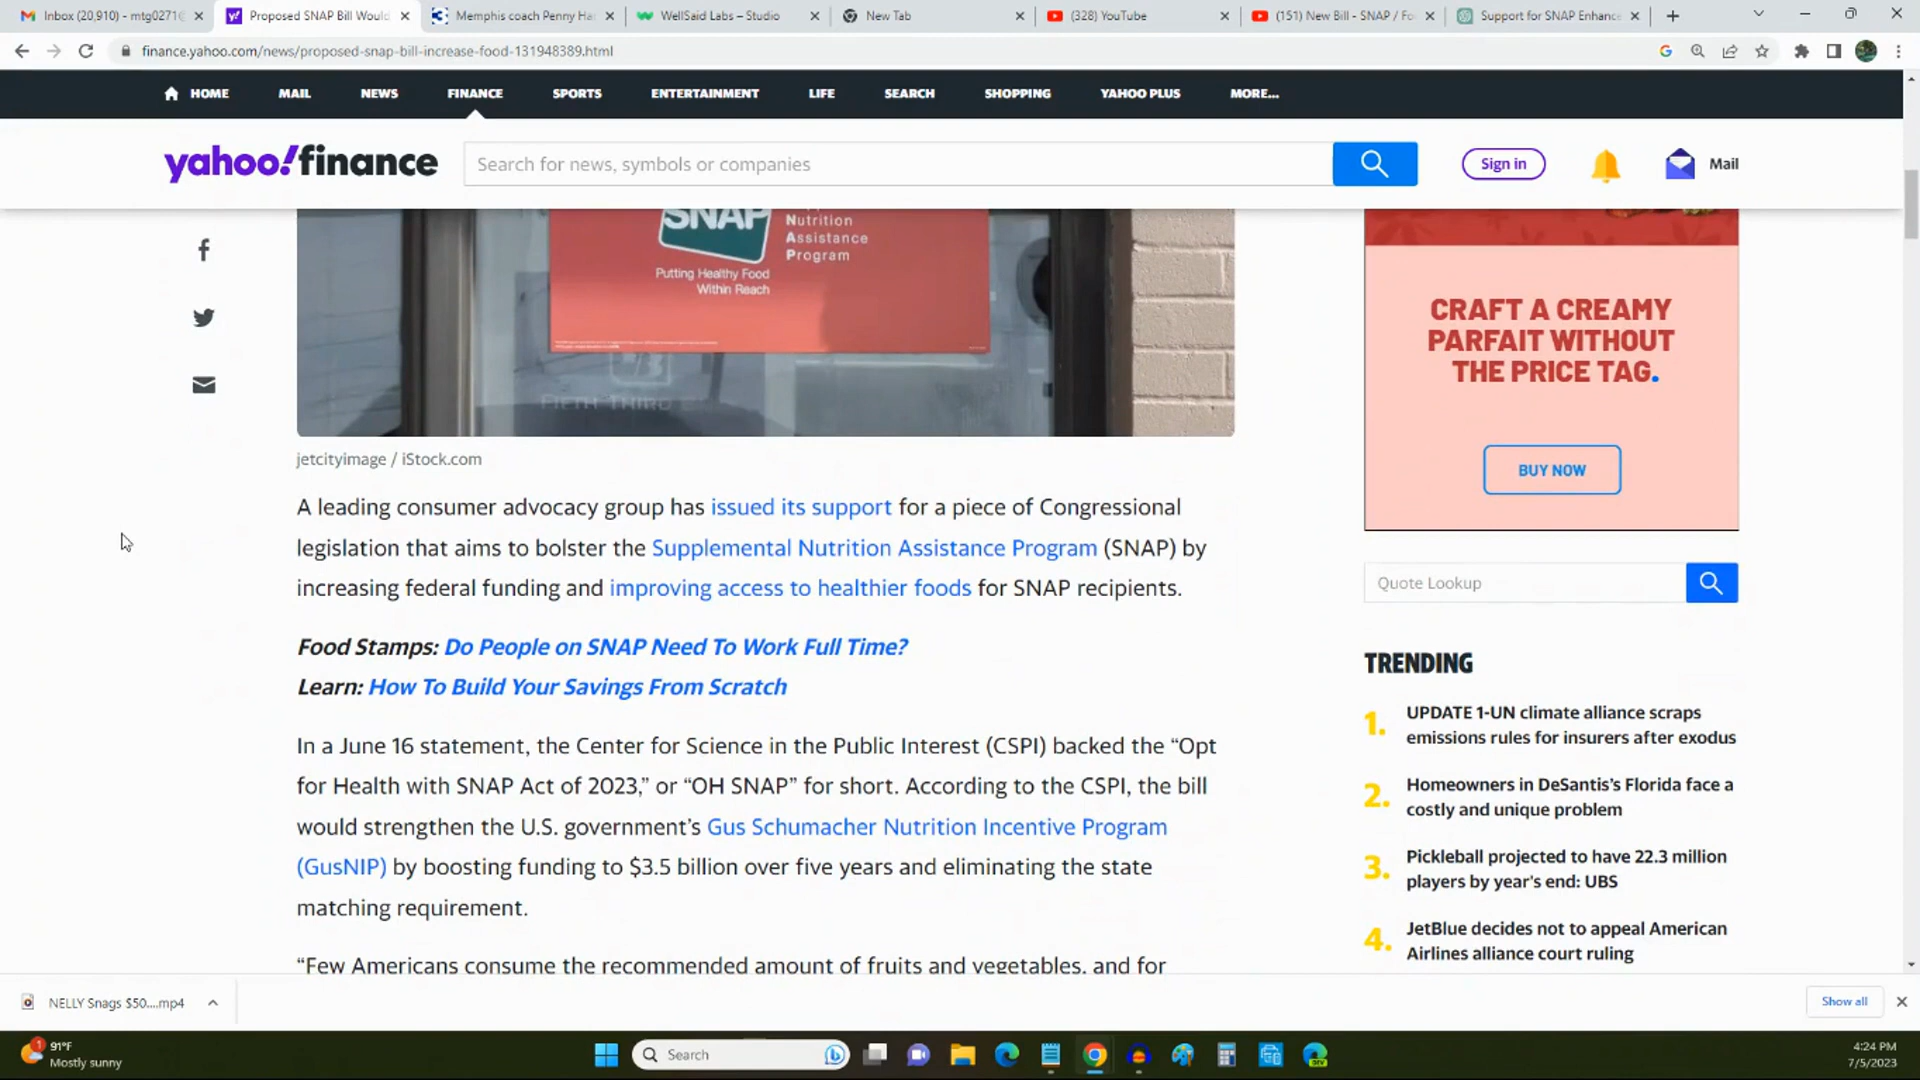 Inbox (20,910) - mtg0271
Proposed SNAP Bill Would
Memphis coach Penny Har
WellSaid Labs – Studio
New Tab
(328) YouTube
(151) New Bill - SNAP / Fo
Support for SNAP Enhance
finance.yahoo.com/news/proposed-snap-bill-increase-food-131948389.html
HOME MAIL NEWS FINANCE SPORTS ENTERTAINMENT LIFE SEARCH SHOPPING YAHOO PLUS MORE...
yahoo!finance
Search for news, symbols or companies
Sign in
Mail
SNAP
Nutrition
Assistance
Program
Putting Healthy Food
Within Reach
FIFTH THIRD
jetcityimage / iStock.com
A leading consumer advocacy group has issued its support for a piece of Congressional
legislation that aims to bolster the Supplemental Nutrition Assistance Program (SNAP) by
increasing federal funding and improving access to healthier foods for SNAP recipients.
Food Stamps: Do People on SNAP Need To Work Full Time?
Learn: How To Build Your Savings From Scratch
In a June 16 statement, the Center for Science in the Public Interest (CSPI) backed the “Opt
for Health with SNAP Act of 2023,” or “OH SNAP” for short. According to the CSPI, the bill
would strengthen the U.S. government’s Gus Schumacher Nutrition Incentive Program
(GusNIP) by boosting funding to $3.5 billion over five years and eliminating the state
matching requirement.
“Few Americans consume the recommended amount of fruits and vegetables, and for
CRAFT A CREAMY
PARFAIT WITHOUT
THE PRICE TAG.
BUY NOW
Quote Lookup
TRENDING
1. UPDATE 1-UN climate alliance scraps
emissions rules for insurers after exodus
2. Homeowners in DeSantis’s Florida face a
costly and unique problem
3. Pickleball projected to have 22.3 million
players by year's end: UBS
4. JetBlue decides not to appeal American
Airlines alliance court ruling
NELLY Snags $50....mp4
Show all
1
91°F
Mostly sunny
Search
4:24 PM
7/5/2023